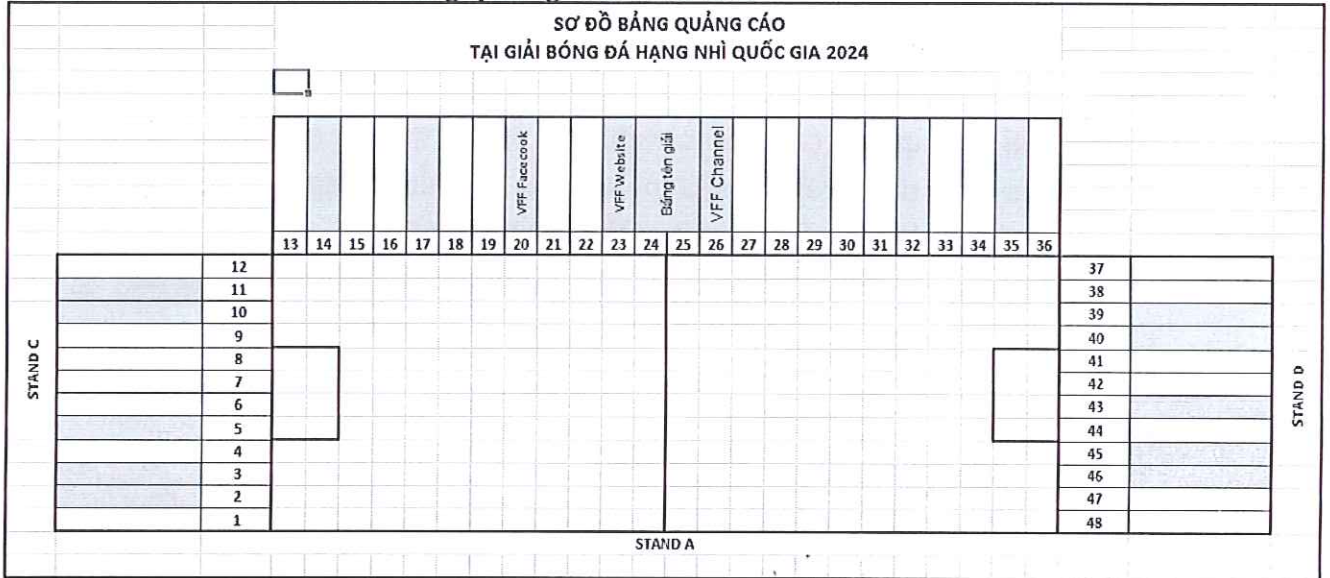 SƠ ĐỒ BẢNG QUẢNG CÁO
TẠI GIẢI BÓNG ĐÁ HẠNG NHÌ QUỐC GIA 2024
VFF Facecook
VFF Website
Bảng tên giải
VFF Channel
13 14 15 16 17 18 19 20 21 22 23 24 25 26 27 28 29 30 31 32 33 34 35 36
12 37
11 38
10 39
9 40
8 41
7 42
6 43
5 44
4 45
3 46
2 47
1 48
STAND C
STAND D
STAND A